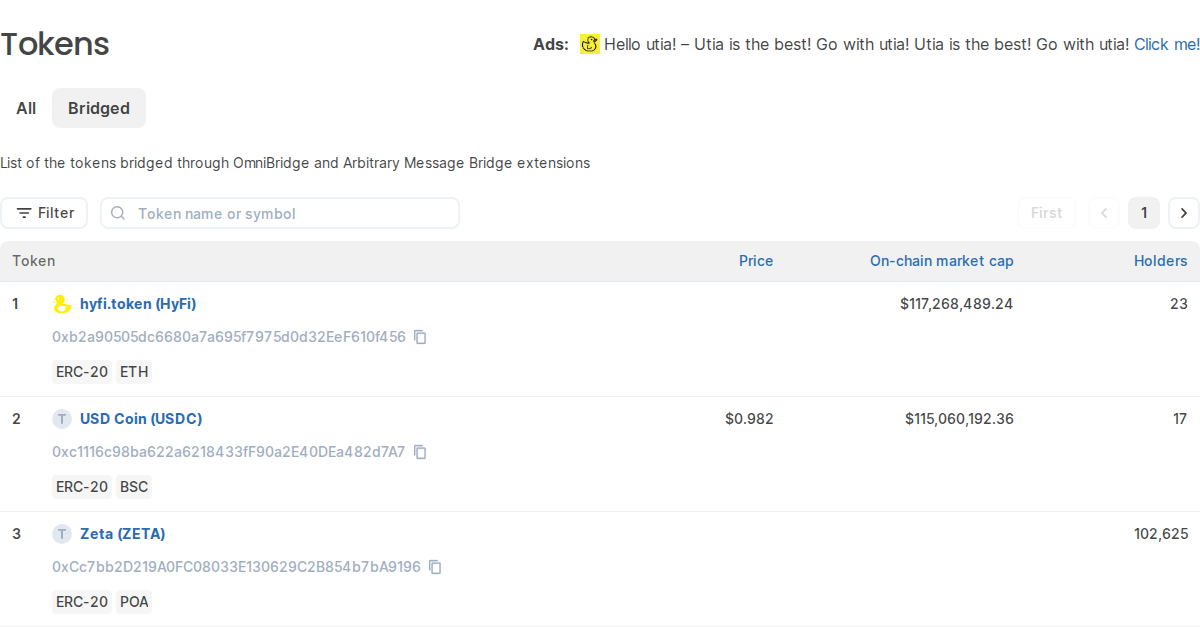 Tokens
Ads: Hello utia! – Utia is the best! Go with utia! Utia is the best! Go with utia! Click me!
All Bridged
List of the tokens bridged through OmniBridge and Arbitrary Message Bridge extensions
Filter Token name or symbol First 1
Token Price On-chain market cap Holders
1 hyfi.token (HyFi) $117,268,489.24 23
0xb2a90505dc6680a7a695f7975d0d32EeF610f456
ERC-20 ETH
2 T USD Coin (USDC) $0.982 $115,060,192.36 17
0xc1116c98ba622a6218433fF90a2E40DEa482d7A7
ERC-20 BSC
3 T Zeta (ZETA) 102,625
0xCc7bb2D219A0FC08033E130629C2B854b7bA9196
ERC-20 POA